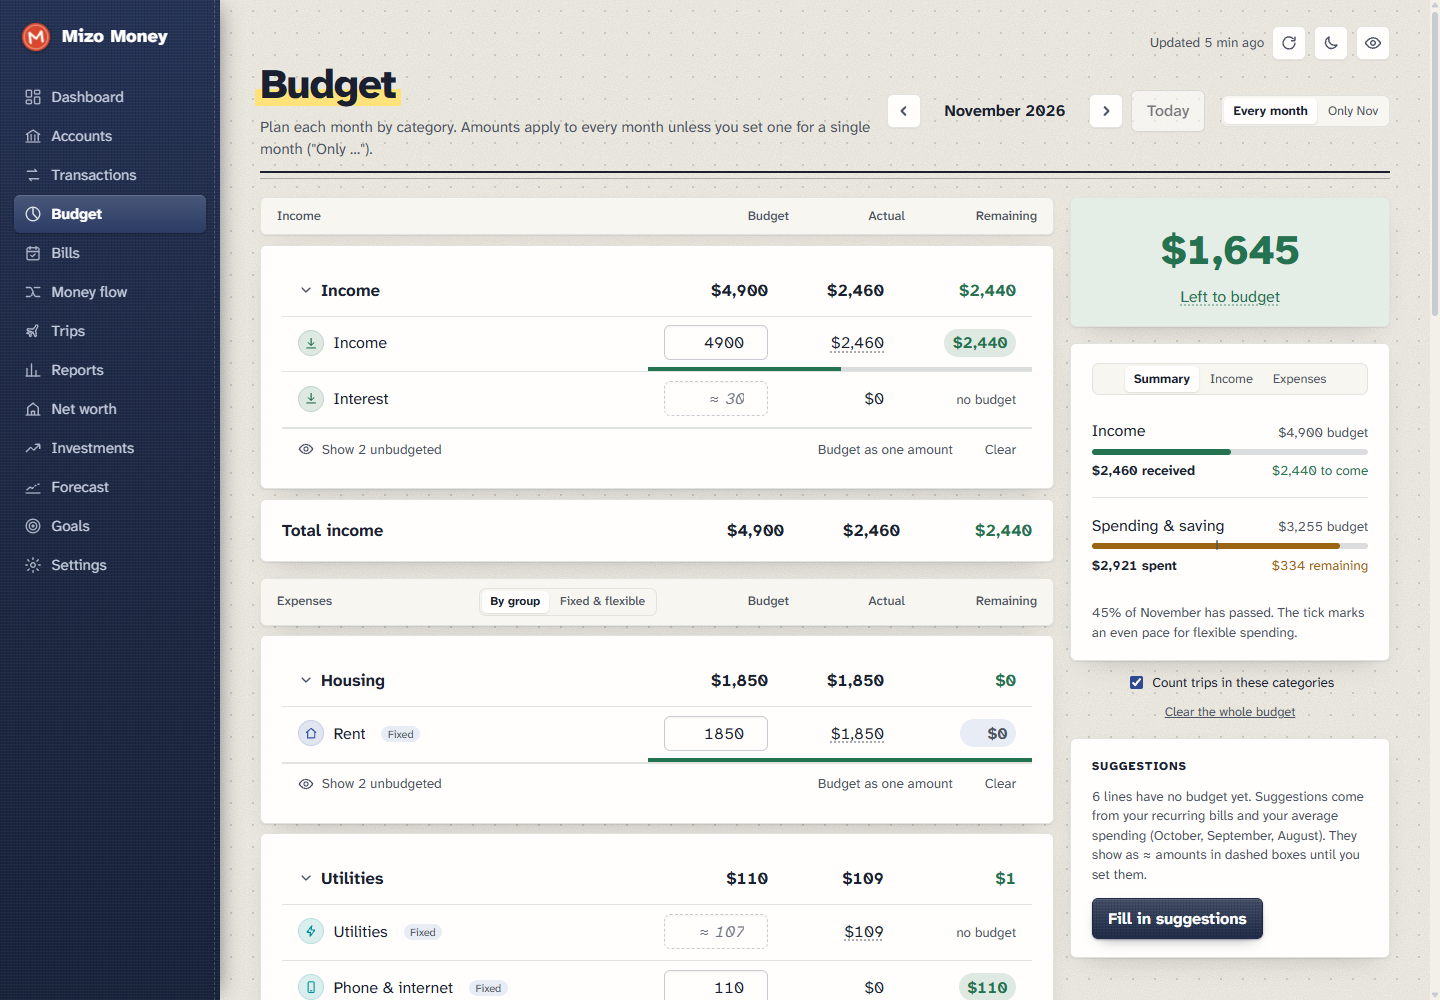 Mizo Money
Dashboard
Accounts
Transactions
Budget
Bills
Money flow
Trips
Reports
Net worth
Investments
Forecast
Goals
Settings
Updated 5 min ago
Budget
Plan each month by category. Amounts apply to every month unless you set one for a single
month ("Only ...").
November 2026
Today
Every month
Only Nov
Income Budget Actual Remaining
Income $4,900 $2,460 $2,440
Income 4900 $2,460 $2,440
Interest ≈ 30 $0 no budget
Show 2 unbudgeted Budget as one amount Clear
Total income $4,900 $2,460 $2,440
Expenses By group Fixed & flexible Budget Actual Remaining
Housing $1,850 $1,850 $0
Rent Fixed 1850 $1,850 $0
Show 2 unbudgeted Budget as one amount Clear
Utilities $110 $109 $1
Utilities Fixed ≈ 107 $109 no budget
Phone & internet Fixed 110 $0 $110
$1,645
Left to budget
Summary Income Expenses
Income $4,900 budget
$2,460 received $2,440 to come
Spending & saving $3,255 budget
$2,921 spent $334 remaining
45% of November has passed. The tick marks
an even pace for flexible spending.
Count trips in these categories
Clear the whole budget
SUGGESTIONS
6 lines have no budget yet. Suggestions come
from your recurring bills and your average
spending (October, September, August). They
show as ≈ amounts in dashed boxes until you
set them.
Fill in suggestions